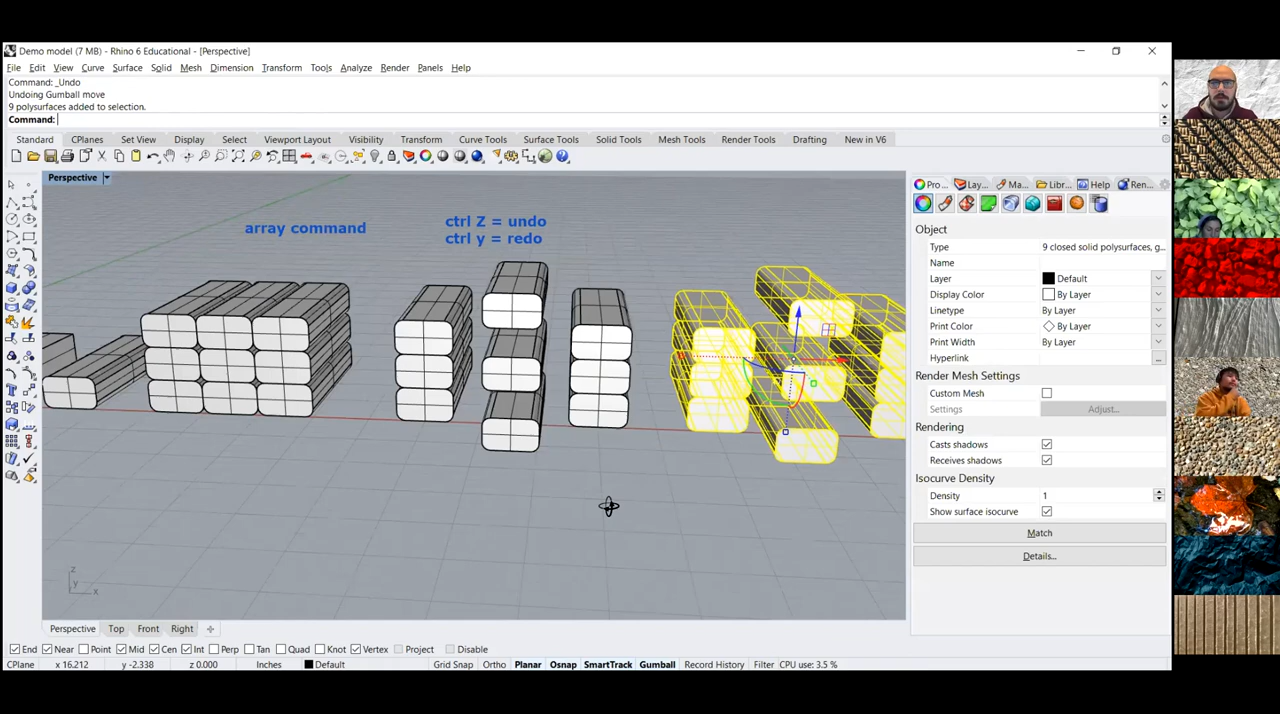 Demo model (7 MB) - Rhino 6 Educational - [Perspective]
File Edit View Curve Surface Solid Mesh Dimension Transform Tools Analyze Render Panels Help
Command: _Undo
Undoing Gumball move
9 polysurfaces added to selection.
Command:
Standard CPlanes Set View Display Select Viewport Layout Visibility Transform Curve Tools Surface Tools Solid Tools Mesh Tools Render Tools Drafting New in V6
Perspective
array command
ctrl Z = undo
ctrl y = redo
z
y
x
Pro... Lay... Ma... Libr... Help Ren...
Object
Type 9 closed solid polysurfaces, g...
Name
Layer Default
Display Color By Layer
Linetype By Layer
Print Color By Layer
Print Width By Layer
Hyperlink ...
Render Mesh Settings
Custom Mesh
Settings Adjust...
Rendering
Casts shadows
Receives shadows
Isocurve Density
Density 1
Show surface isocurve
Match
Details...
Perspective Top Front Right
End Near Point Mid Cen Int Perp Tan Quad Knot Vertex Project Disable
CPlane x 16.212 y -2.338 z 0.000 Inches Default Grid Snap Ortho Planar Osnap SmartTrack Gumball Record History Filter CPU use: 3.5 %